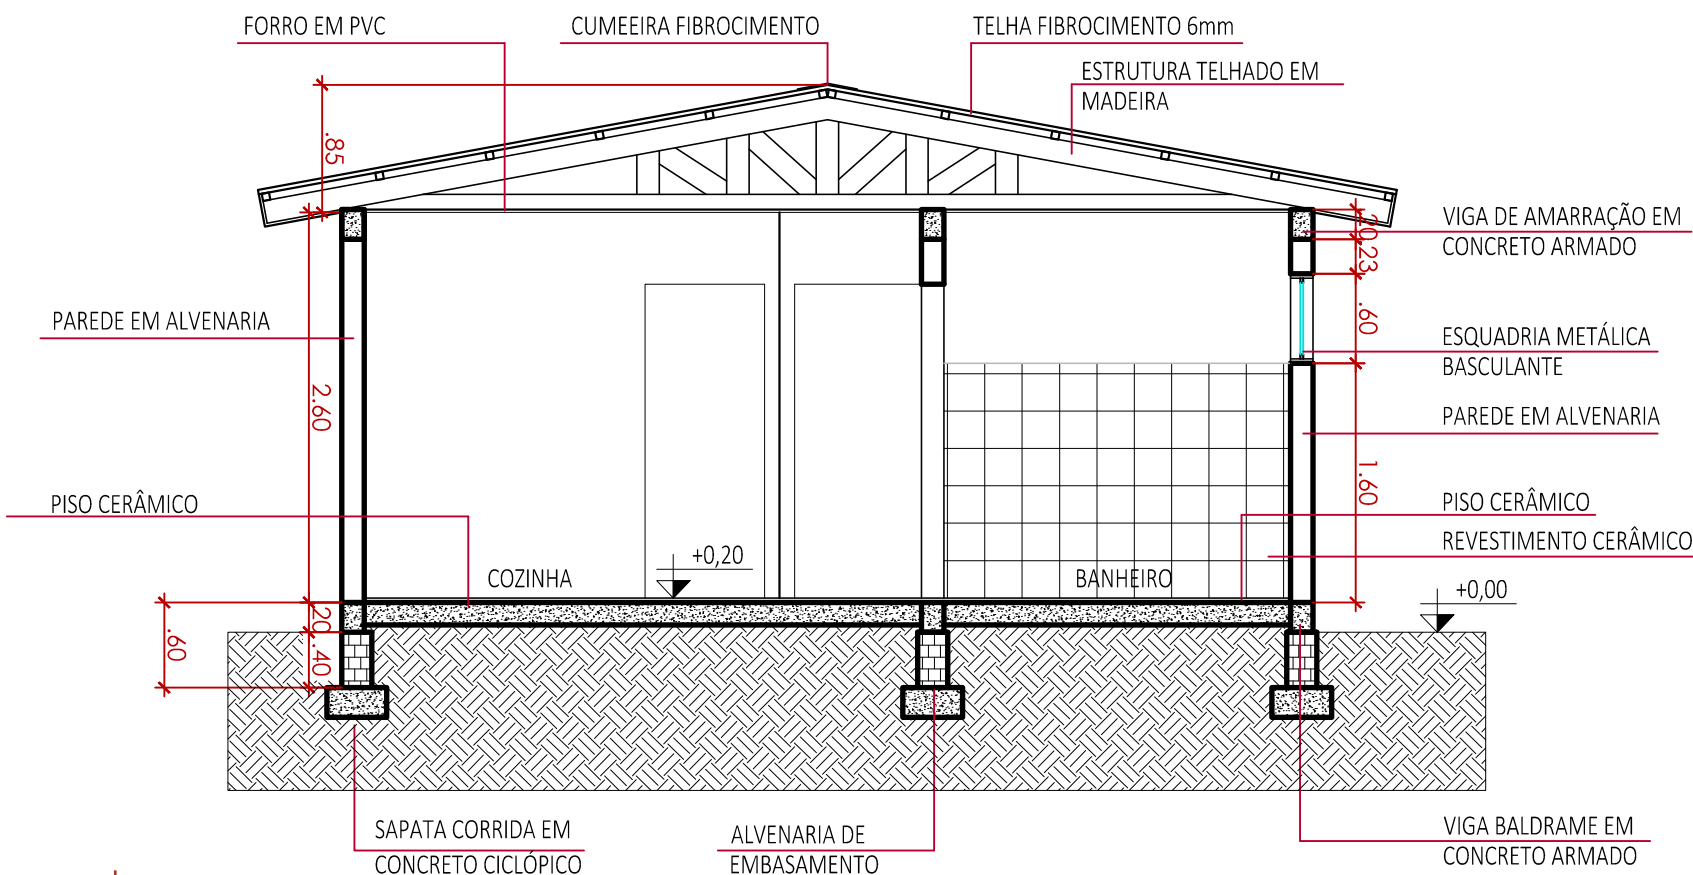 FORRO EM PVC
CUMEEIRA FIBROCIMENTO
TELHA FIBROCIMENTO 6mm
ESTRUTURA TELHADO EM
MADEIRA
.85
.20
.23
VIGA DE AMARRAÇÃO EM
CONCRETO ARMADO
PAREDE EM ALVENARIA
.60
ESQUADRIA METÁLICA
BASCULANTE
2.60
PAREDE EM ALVENARIA
1.60
PISO CERÂMICO
PISO CERÂMICO
REVESTIMENTO CERÂMICO
+0,20
COZINHA
BANHEIRO
+0,00
.20
.60
.40
SAPATA CORRIDA EM
CONCRETO CICLÓPICO
ALVENARIA DE
EMBASAMENTO
VIGA BALDRAME EM
CONCRETO ARMADO